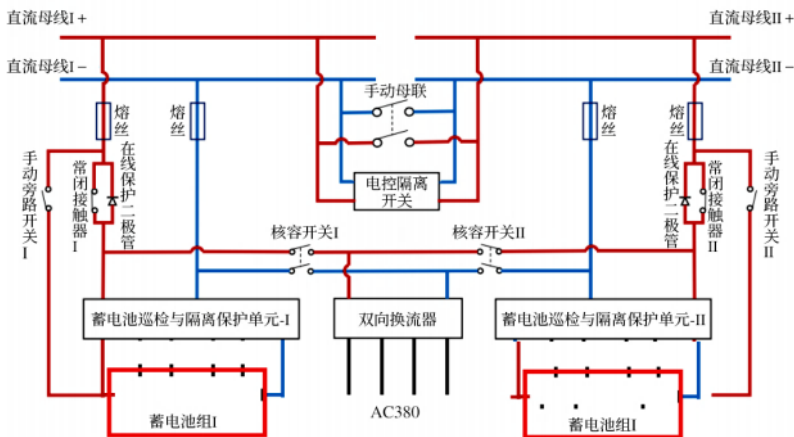 直流母线I+
直流母线II+
直流母线I−
直流母线II−
手动母联
熔丝
熔丝
熔丝
熔丝
手动旁路开关I
常闭接触器I
在线保护二极管
电控隔离
开关
在线保护二极管
常闭接触器II
手动旁路开关II
核容开关I
核容开关II
蓄电池巡检与隔离保护单元-I
双向换流器
蓄电池巡检与隔离保护单元-II
蓄电池组I
AC380
蓄电池组I